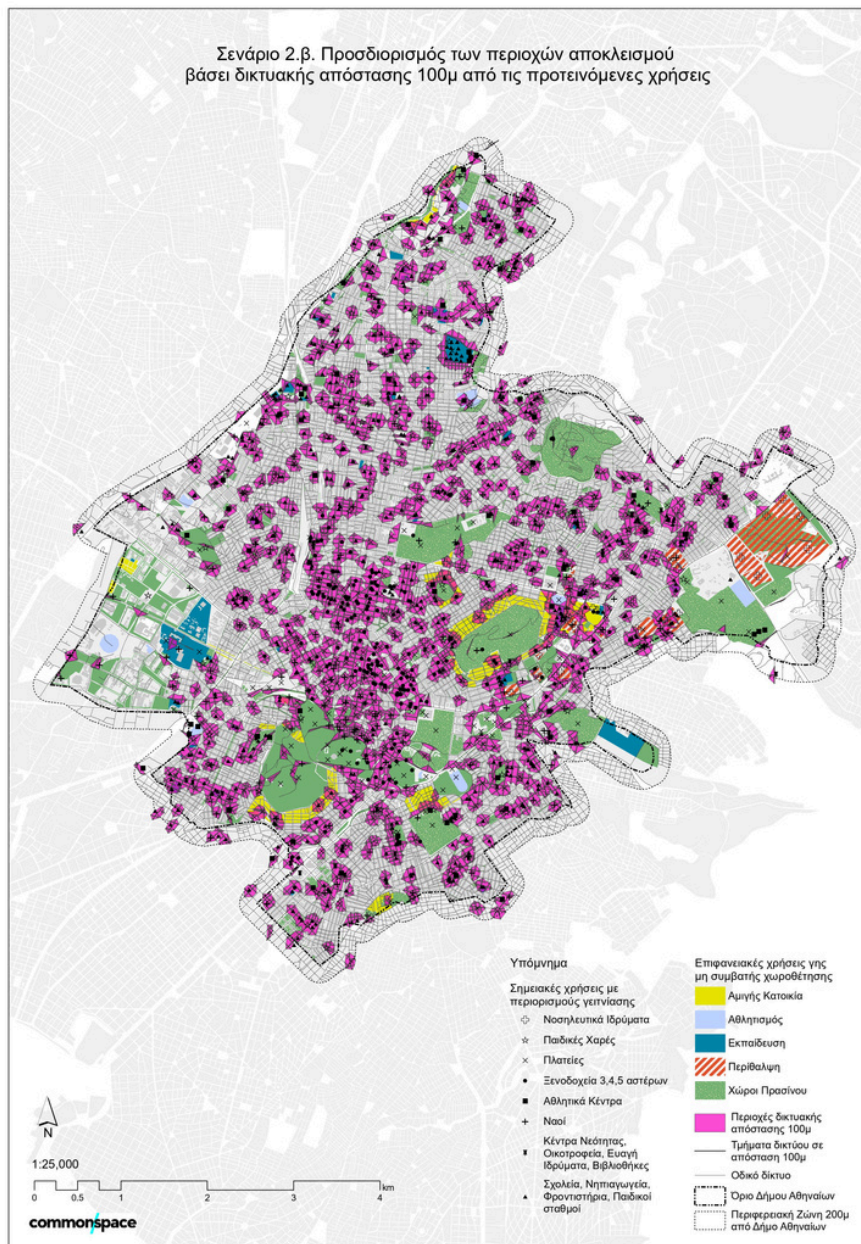 Σενάριο 2.β. Προσδιορισμός των περιοχών αποκλεισμού
βάσει δικτυακής απόστασης 100μ από τις προτεινόμενες χρήσεις
Υπόμνημα
Σημειακές χρήσεις με
περιορισμούς γειτνίασης
Νοσηλευτικά Ιδρύματα
Παιδικές Χαρές
Πλατείες
Ξενοδοχεία 3,4,5 αστέρων
Αθλητικά Κέντρα
Ναοί
Κέντρα Νεότητας,
Οικοτροφεία, Ευαγή
Ιδρύματα, Βιβλιοθήκες
Σχολεία, Νηπιαγωγεία,
Φροντιστήρια, Παιδικοί
σταθμοί
Επιφανειακές χρήσεις γης
μη συμβατής χωροθέτησης
Αμιγής Κατοικία
Αθλητισμός
Εκπαίδευση
Περίθαλψη
Χώροι Πρασίνου
Περιοχές δικτυακής
απόστασης 100μ
Τμήματα δικτύου σε
απόσταση 100μ
Οδικό δίκτυο
Όριο Δήμου Αθηναίων
Περιφερειακή Ζώνη 200μ
από Δήμο Αθηναίων
N
1:25,000
0 0.5 1 2 3 4
km
commonspace